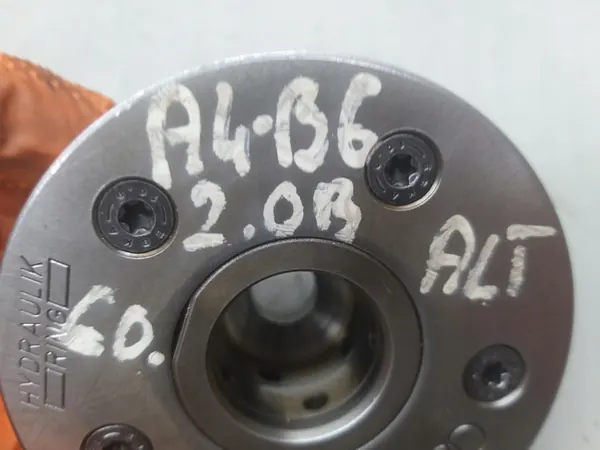 A4·B6
2.0B
ALT
60.
HYDRAULIK
RING